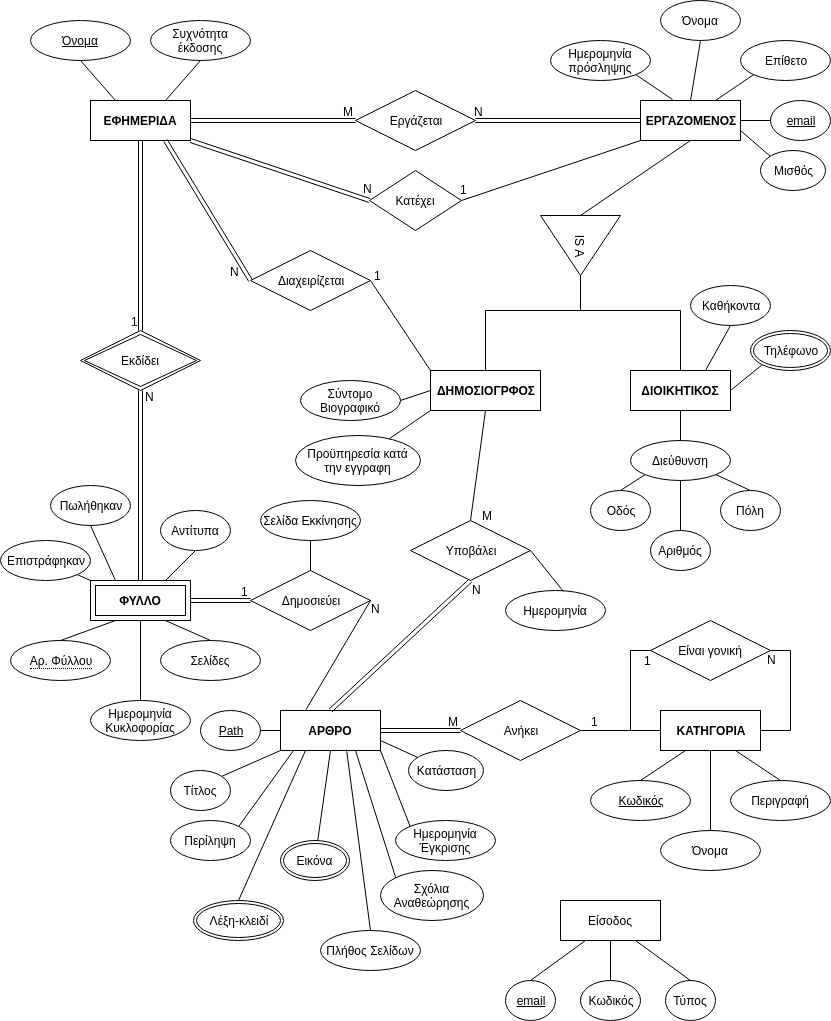 Όνομα
Συχνότητα
έκδοσης
Ημερομηνία
πρόσληψης
Όνομα
Επίθετο
ΕΦΗΜΕΡΙΔΑ
M
Εργάζεται
N
ΕΡΓΑΖΟΜΕΝΟΣ
email
Μισθός
N
Κατέχει
1
IS A
N
Διαχειρίζεται
1
Καθήκοντα
Τηλέφωνο
1
Εκδίδει
N
Σύντομο
Βιογραφικό
ΔΗΜΟΣΙΟΓΡΦΟΣ
ΔΙΟΙΚΗΤΙΚΟΣ
Προϋπηρεσία κατά
την εγγραφη
Διεύθυνση
Οδός
Αριθμός
Πόλη
Πωλήθηκαν
Αντίτυπα
Επιστράφηκαν
Σελίδα Εκκίνησης
M
Υποβάλει
N
Ημερομηνία
ΦΥΛΛΟ
1
Δημοσιεύει
N
Αρ. Φύλλου
Σελίδες
Ημερομηνία
Κυκλοφορίας
1
Είναι γονική
N
Path
ΑΡΘΡΟ
M
Ανήκει
1
ΚΑΤΗΓΟΡΙΑ
Τίτλος
Κατάσταση
Περίληψη
Εικόνα
Ημερομηνία
Έγκρισης
Κωδικός
Περιγραφή
Όνομα
Λέξη-κλειδί
Σχόλια
Αναθεώρησης
Πλήθος Σελίδων
Είσοδος
email
Κωδικός
Τύπος